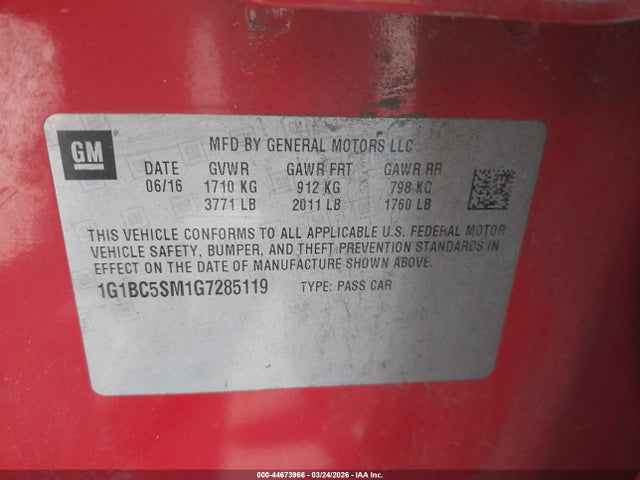 GM
MFD BY GENERAL MOTORS LLC
DATE GVWR GAWR FRT GAWR RR
06/16 1710 KG 912 KG 798 KG
3771 LB 2011 LB 1760 LB
THIS VEHICLE CONFORMS TO ALL APPLICABLE U.S. FEDERAL MOTOR
VEHICLE SAFETY, BUMPER, AND THEFT PREVENTION STANDARDS IN
EFFECT ON THE DATE OF MANUFACTURE SHOWN ABOVE.
1G1BC5SM1G7285119 TYPE: PASS CAR
000-44673966 - 03/24/2026 - IAA Inc.